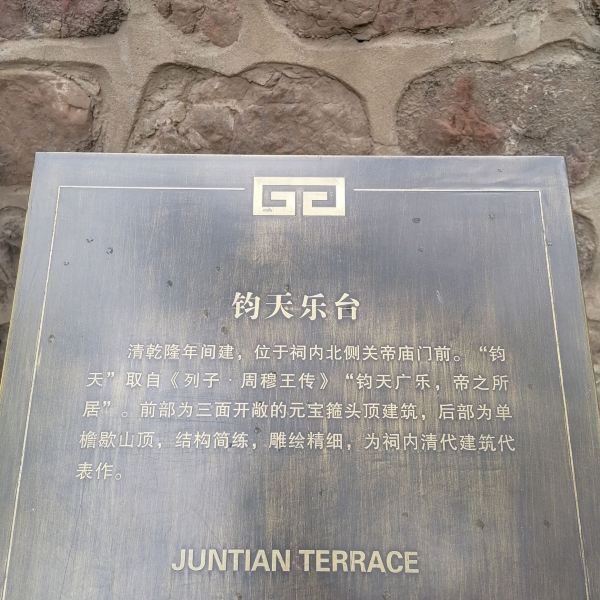 钧天乐台
清乾隆年间建，位于祠内北侧关帝庙门前。“钧
天”取自《列子·周穆王传》“钧天广乐，帝之所
居”。前部为三面开敞的元宝箍头顶建筑，后部为单
檐歇山顶，结构简练，雕绘精细，为祠内清代建筑代
表作。
JUNTIAN TERRACE